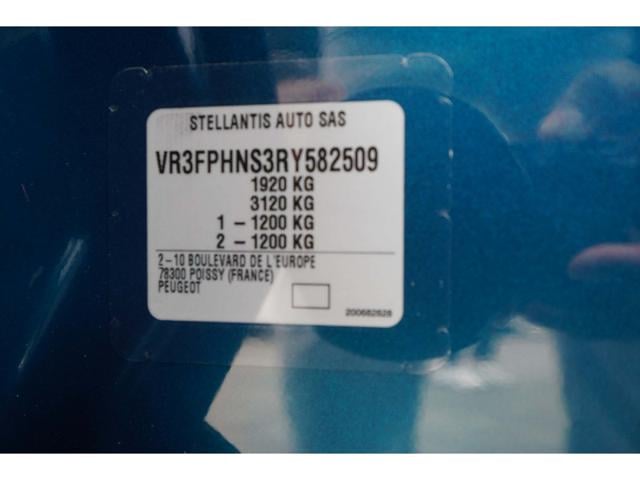 STELLANTIS AUTO SAS
VR3FPHNS3RY582509
1920 KG
3120 KG
1 – 1200 KG
2 – 1200 KG
2–10 BOULEVARD DE L'EUROPE
78300 POISSY (FRANCE)
PEUGEOT
200682828